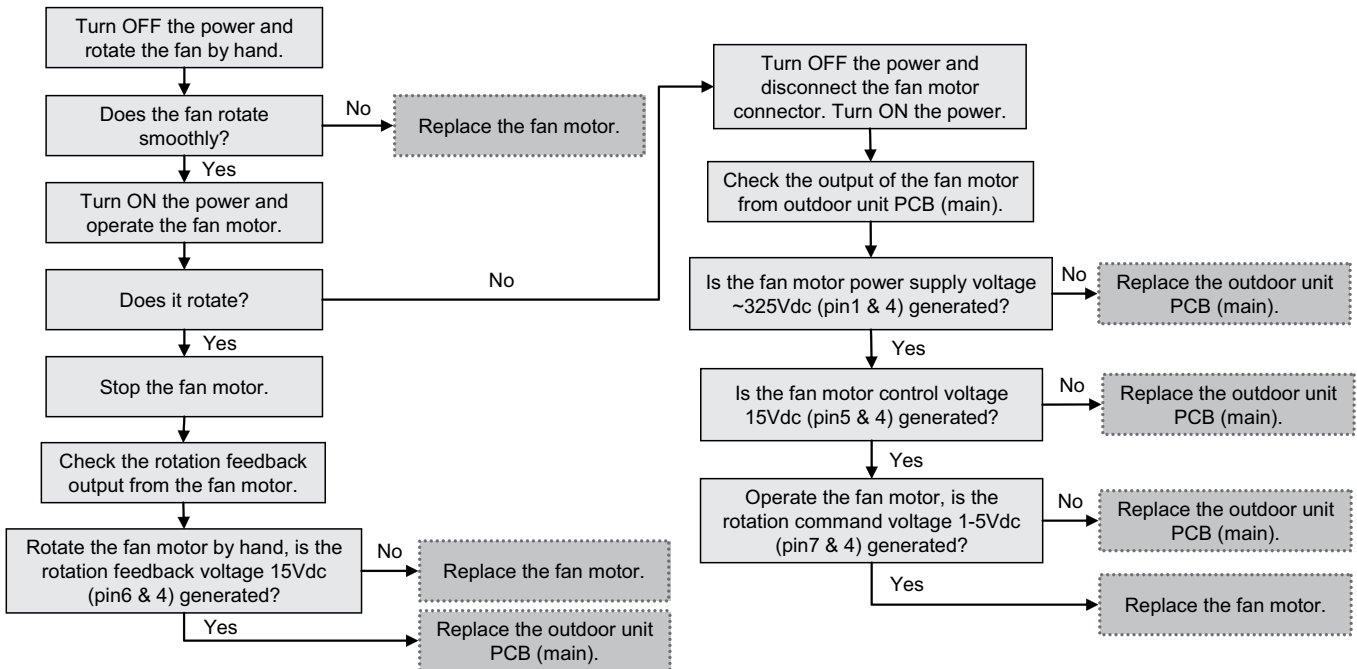 Turn OFF the power and
rotate the fan by hand.
Does the fan rotate
smoothly?
No
Replace the fan motor.
Yes
Turn ON the power and
operate the fan motor.
Does it rotate?
No
Yes
Stop the fan motor.
Check the rotation feedback
output from the fan motor.
Rotate the fan motor by hand, is the
rotation feedback voltage 15Vdc
(pin6 & 4) generated?
No
Replace the fan motor.
Yes
Replace the outdoor unit
PCB (main).
Turn OFF the power and
disconnect the fan motor
connector. Turn ON the power.
Check the output of the fan motor
from outdoor unit PCB (main).
Is the fan motor power supply voltage
~325Vdc (pin1 & 4) generated?
No
Replace the outdoor unit
PCB (main).
Yes
Is the fan motor control voltage
15Vdc (pin5 & 4) generated?
No
Replace the outdoor unit
PCB (main).
Yes
Operate the fan motor, is the
rotation command voltage 1-5Vdc
(pin7 & 4) generated?
No
Replace the outdoor unit
PCB (main).
Yes
Replace the fan motor.